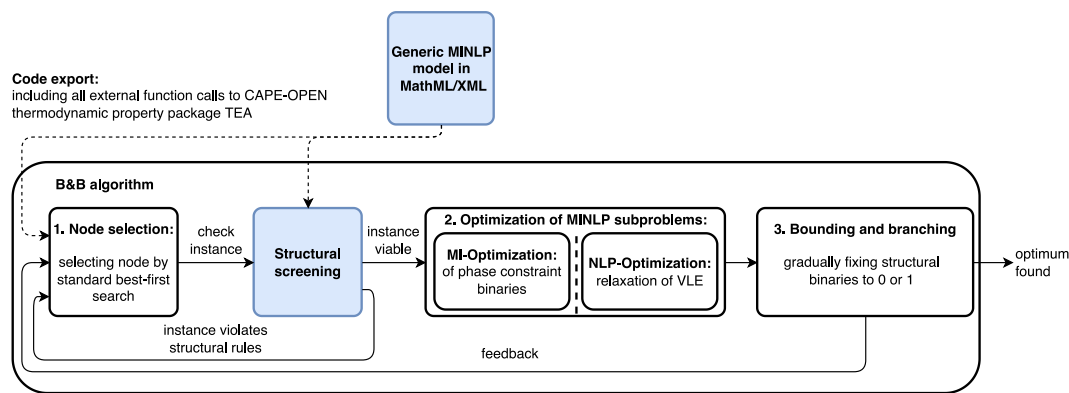 Generic MINLP
model in
MathML/XML
Code export:
including all external function calls to CAPE-OPEN
thermodynamic property package TEA
B&B algorithm
1. Node selection:
selecting node by
standard best-first
search
check
instance
Structural
screening
instance
viable
2. Optimization of MINLP subproblems:
MI-Optimization:
of phase constraint
binaries
NLP-Optimization:
relaxation of VLE
3. Bounding and branching
gradually fixing structural
binaries to 0 or 1
optimum
found
instance violates
structural rules
feedback